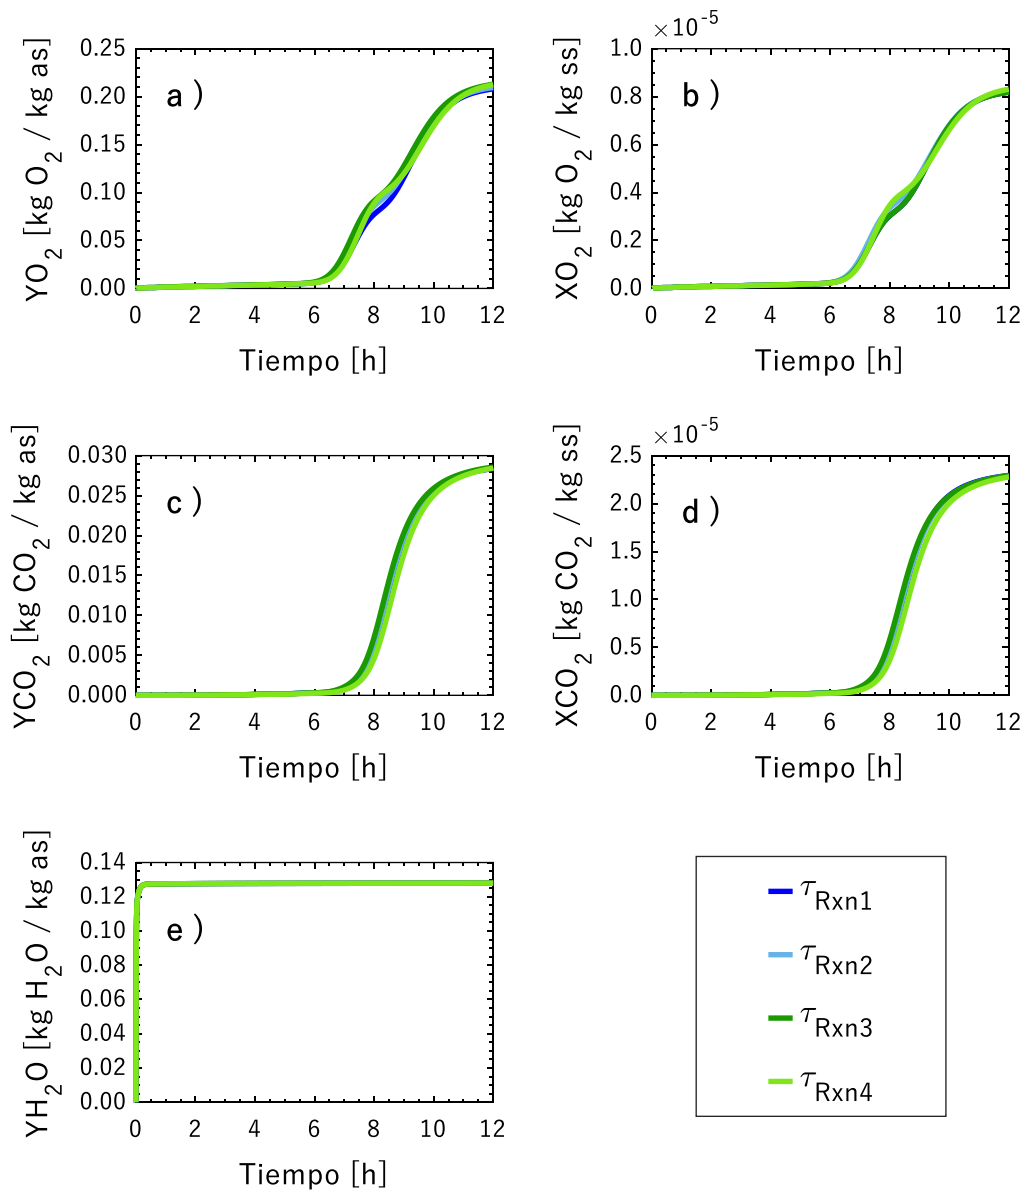 YO2 [kg O2 / kg as]
0.25
0.20
0.15
0.10
0.05
0.00
a )
0 2 4 6 8 10 12
Tiempo [h]
×10-5
XO2 [kg O2 / kg ss]
1.0
0.8
0.6
0.4
0.2
0.0
b )
0 2 4 6 8 10 12
Tiempo [h]
YCO2 [kg CO2 / kg as]
0.030
0.025
0.020
0.015
0.010
0.005
0.000
c )
0 2 4 6 8 10 12
Tiempo [h]
×10-5
XCO2 [kg CO2 / kg ss]
2.5
2.0
1.5
1.0
0.5
0.0
d )
0 2 4 6 8 10 12
Tiempo [h]
YH2O [kg H2O / kg as]
0.14
0.12
0.10
0.08
0.06
0.04
0.02
0.00
e )
0 2 4 6 8 10 12
Tiempo [h]
τRxn1
τRxn2
τRxn3
τRxn4